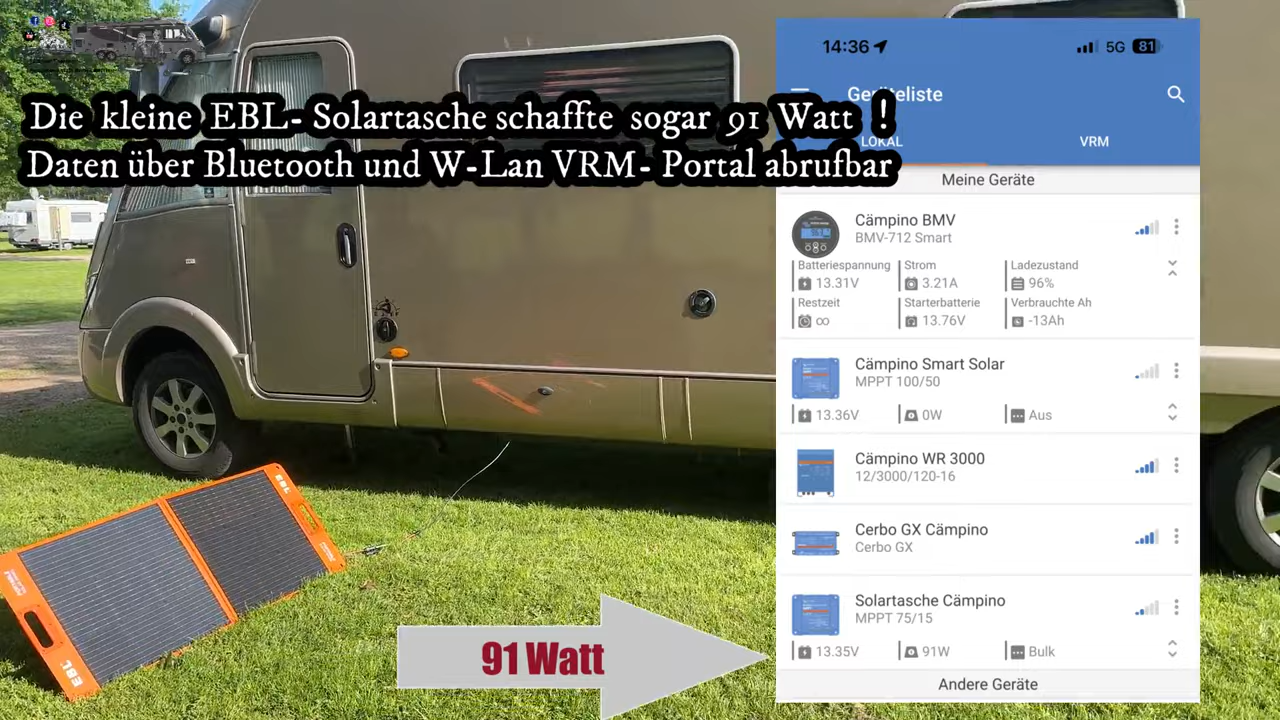 Die kleine EBL- Solartasche schaffte sogar 91 Watt !
Daten über Bluetooth und W-Lan VRM- Portal abrufbar
14:36
5G 81
Geräteliste
LOKAL
VRM
Meine Geräte
Cämpino BMV
BMV-712 Smart
Batteriespannung Strom Ladezustand
13.31V 3.21A 96%
Restzeit Starterbatterie Verbrauchte Ah
∞ 13.76V -13Ah
Cämpino Smart Solar
MPPT 100/50
13.36V 0W Aus
Cämpino WR 3000
12/3000/120-16
Cerbo GX Cämpino
Cerbo GX
Solartasche Cämpino
MPPT 75/15
13.35V 91W Bulk
Andere Geräte
91 Watt
EBL
EBL